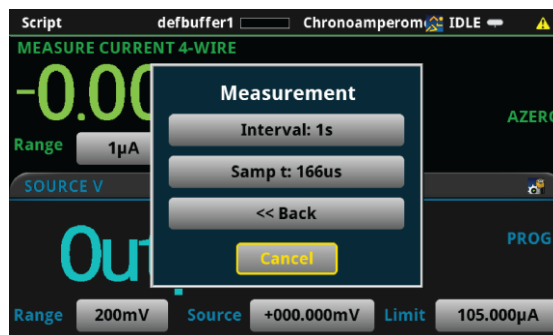 Script defbuffer1 Chronoamperom IDLE
MEASURE CURRENT 4-WIRE
-0.00
AZER
Range 1µA
Measurement
Interval: 1s
Samp t: 166us
<< Back
Cancel
SOURCE V
PROG
Out
Range 200mV Source +000.000mV Limit 105.000µA